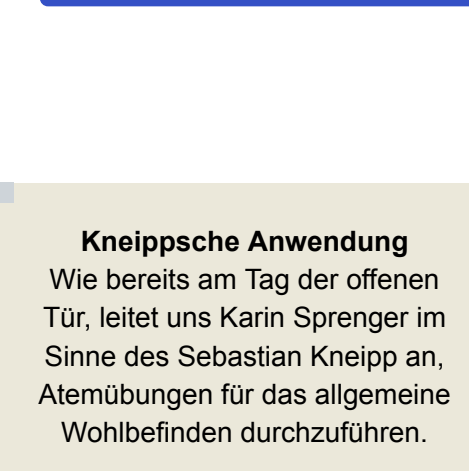 Kneippsche Anwendung
Wie bereits am Tag der offenen
Tür, leitet uns Karin Sprenger im
Sinne des Sebastian Kneipp an,
Atemübungen für das allgemeine
Wohlbefinden durchzuführen.